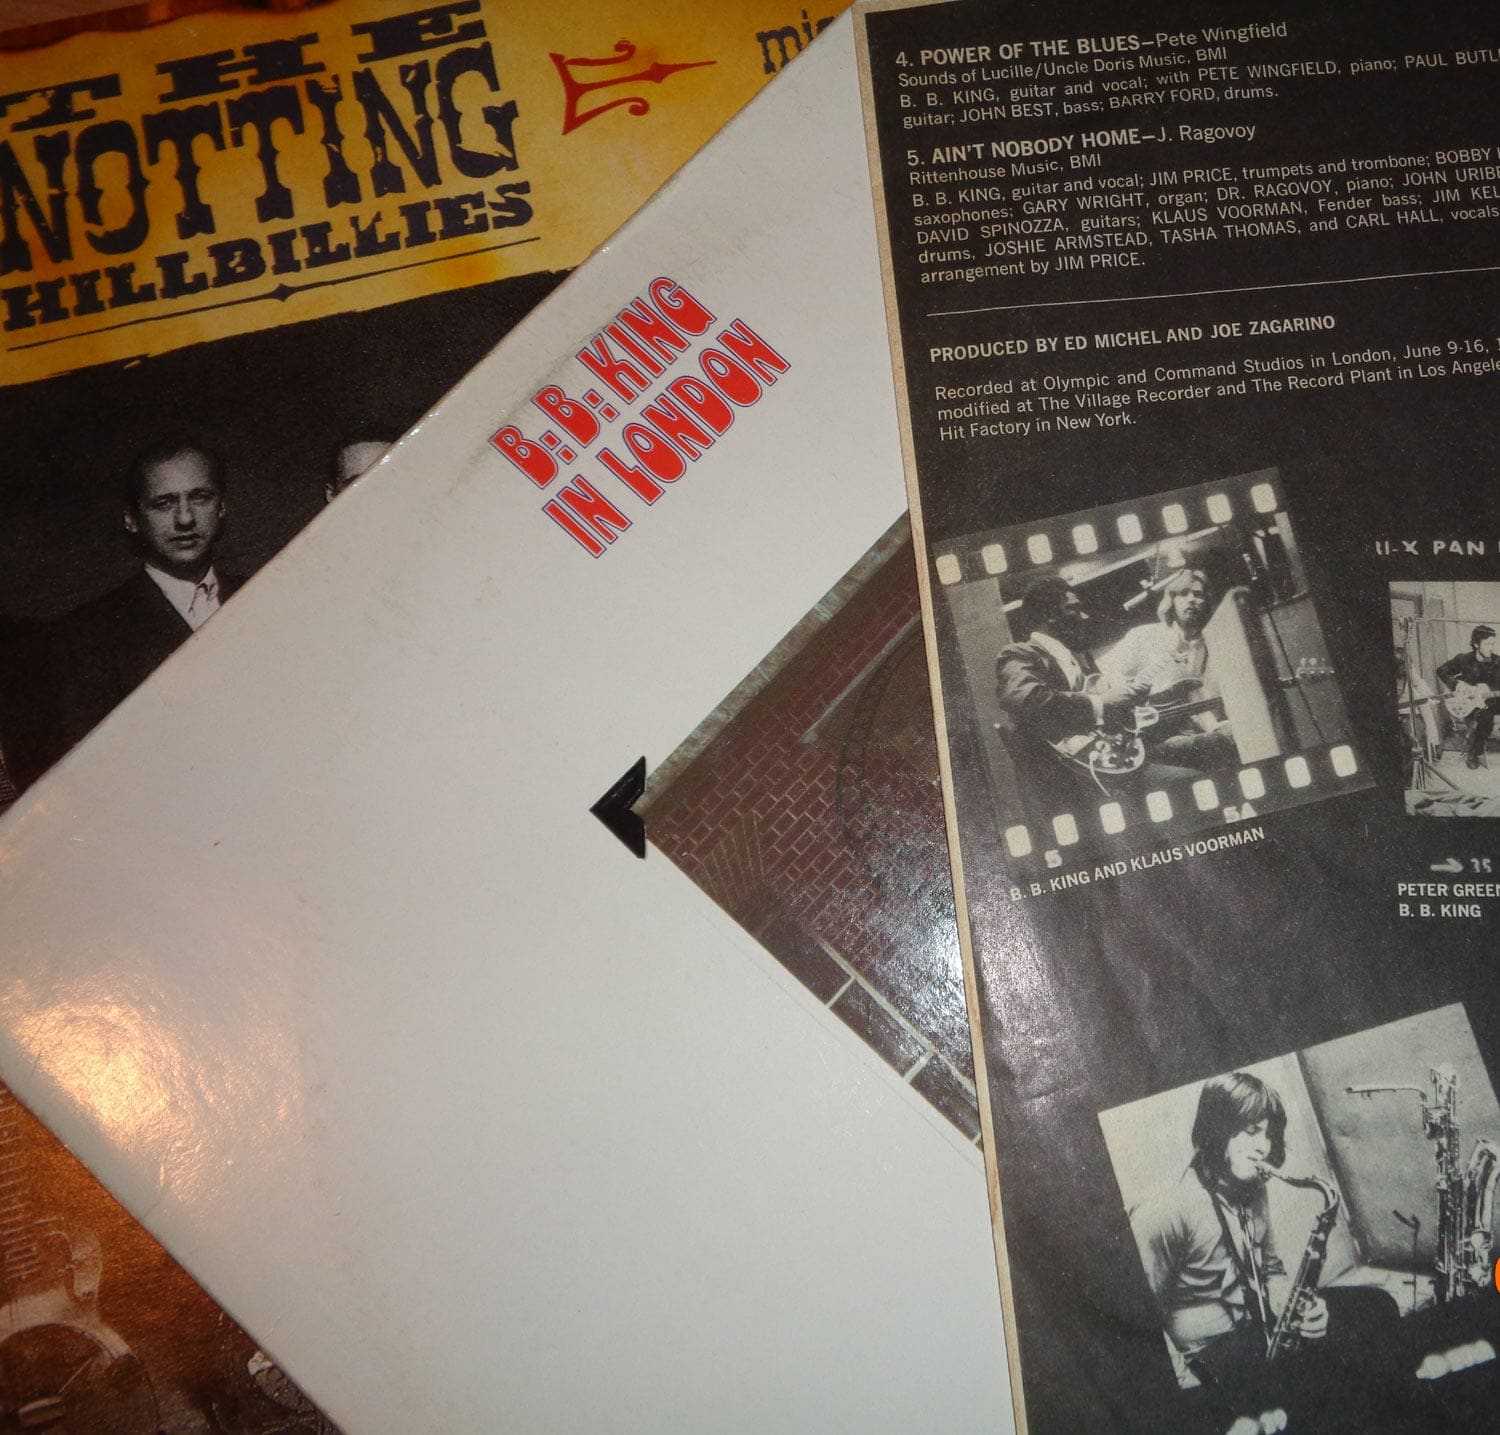 THE
NOTTING
HILLBILLIES
B.B. KING
IN LONDON
4. POWER OF THE BLUES—Pete Wingfield
Sounds of Lucille/Uncle Doris Music, BMI
B. B. KING, guitar and vocal; with PETE WINGFIELD, piano; PAUL
guitar; JOHN BEST, bass; BARRY FORD, drums.
5. AIN'T NOBODY HOME—J. Ragovoy
Rittenhouse Music, BMI
B. B. KING, guitar and vocal; JIM PRICE, trumpets and trombone; BOBBY
saxophones; GARY WRIGHT, organ; DR. RAGOVOY, piano; JOHN
DAVID SPINOZZA, guitars; KLAUS VOORMAN, Fender bass; JIM
drums, JOSHIE ARMSTEAD, TASHA THOMAS, and CARL HALL, vocals
arrangement by JIM PRICE.
PRODUCED BY ED MICHEL AND JOE ZAGARINO
Recorded at Olympic and Command Studios in London, June 9-16,
modified at The Village Recorder and The Record Plant in Los
Hit Factory in New York.
II-X PAN
5 5A
B. B. KING AND KLAUS VOORMAN
PETER
B. B. KING